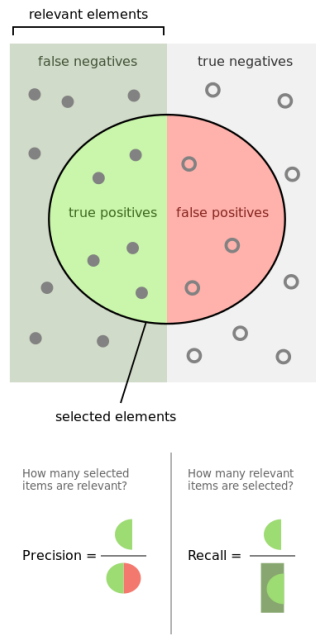 relevant elements
false negatives
true negatives
true positives
false positives
selected elements
How many selected
items are relevant?
How many relevant
items are selected?
Precision =
Recall =